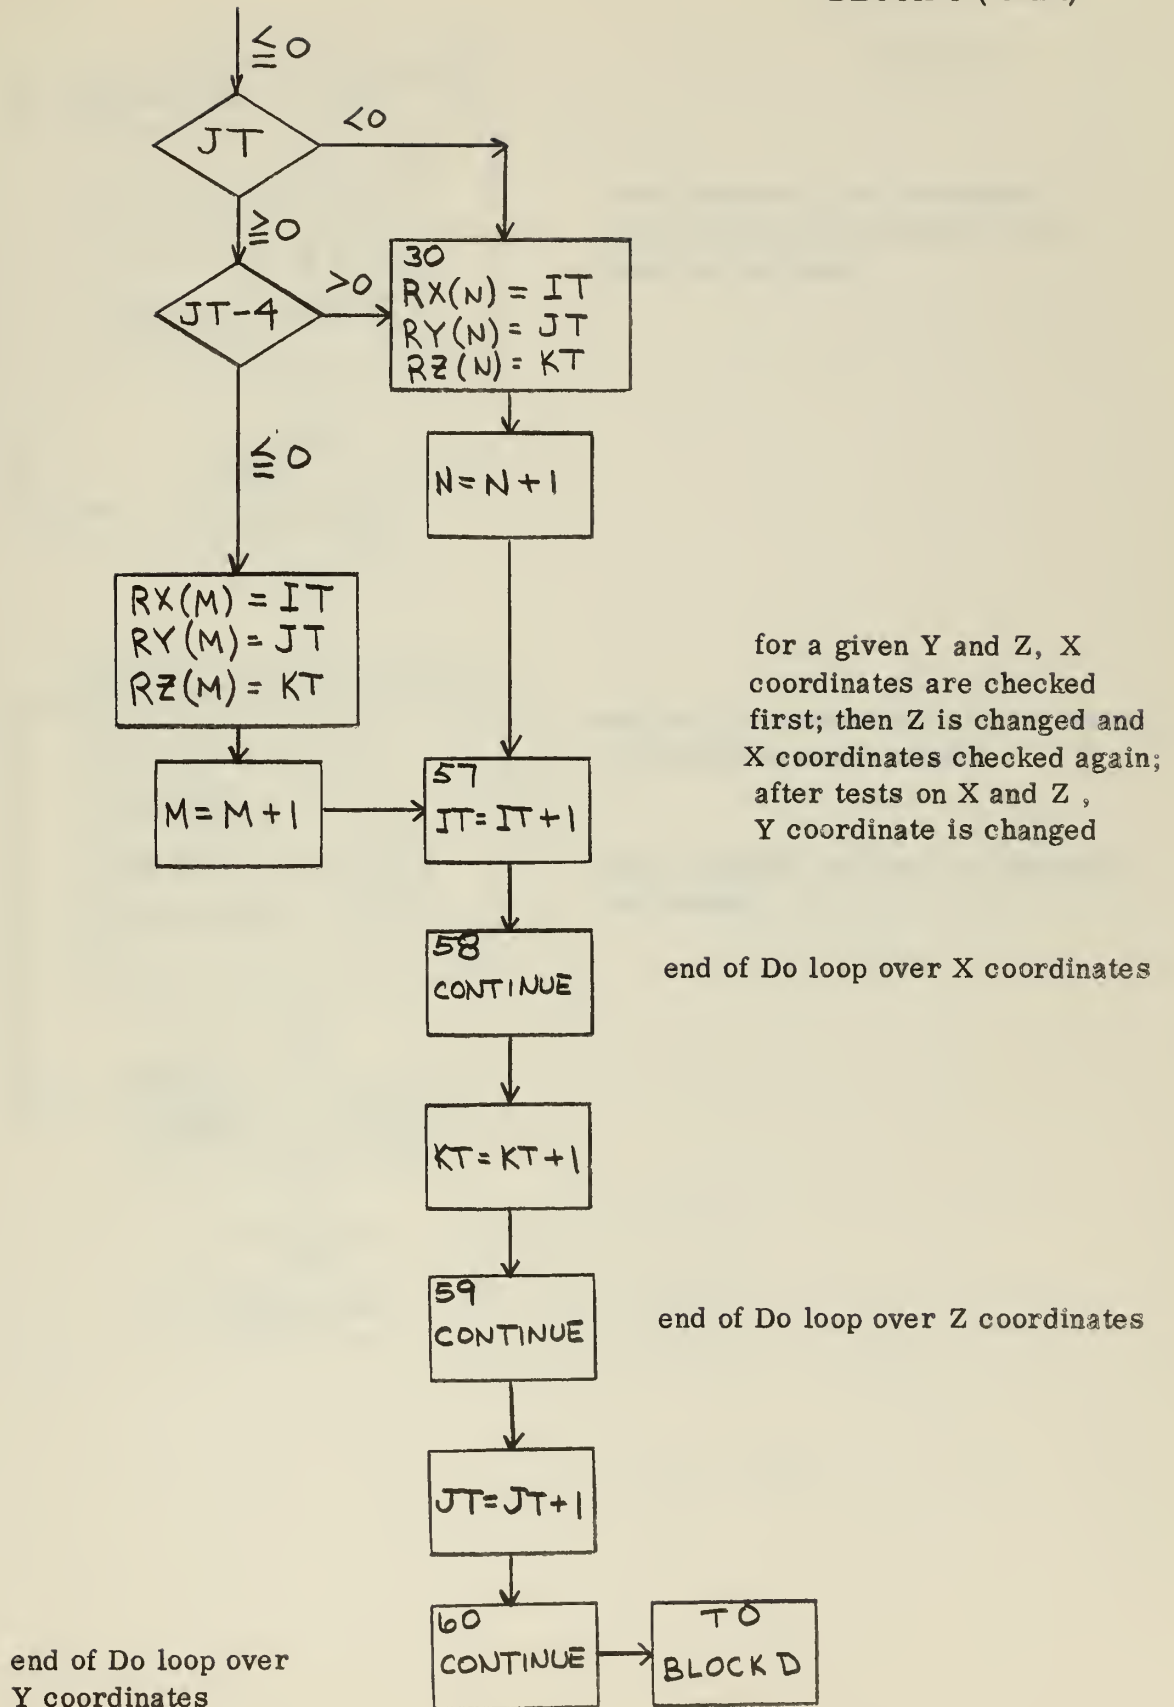 ≦0
JT
<0
≧0
JT-4
>0
30
RX(N) = IT
RY(N) = JT
RZ(N) = KT
≦0
N=N+1
RX(M) = IT
RY(M) = JT
RZ(M) = KT
for a given Y and Z, X
coordinates are checked
first; then Z is changed and
X coordinates checked again;
after tests on X and Z ,
Y coordinate is changed
M=M+1
57
IT=IT+1
58
CONTINUE
end of Do loop over X coordinates
KT=KT+1
59
CONTINUE
end of Do loop over Z coordinates
JT=JT+1
60
CONTINUE
TO
BLOCK D
end of Do loop over
Y coordinates